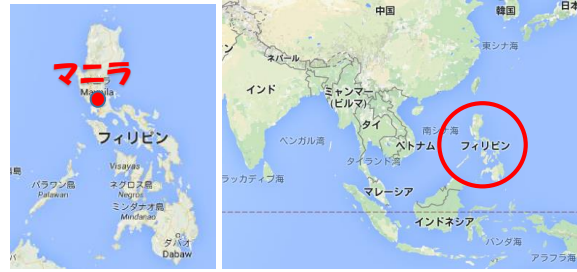 マニラ
Manila
フィリピン
Visayas
パラワン島
Palawan
ネグロス島
Negros
ミンダナオ島
Mindanao
ダバオ
Dabaw
島
パ
中国
韓国
日本
東シナ海
ネパール
ン
インド
ミャンマー
(ビルマ)
タイ
南シナ海
ベンガル湾
ベトナム
フィリピン
タイランド湾
ラッカディブ海
マレーシア
インドネシア
バンダ海
アラフラ海